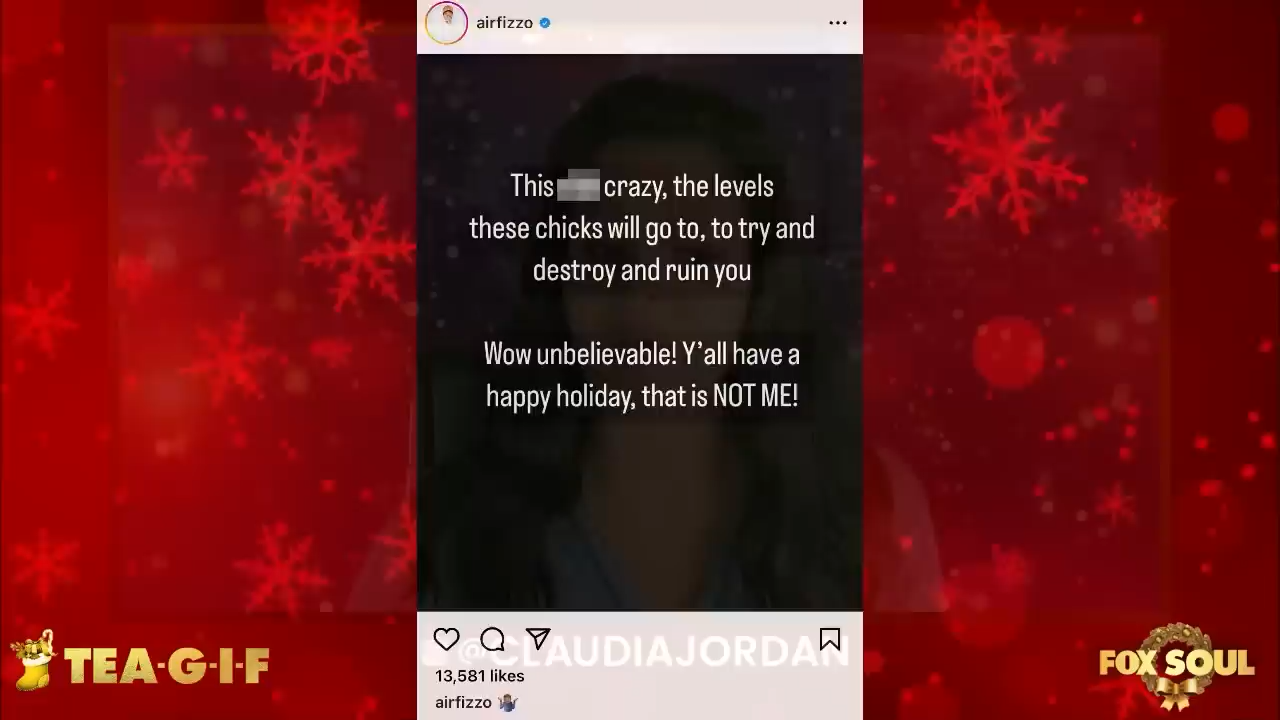 airfizzo
This crazy, the levels
these chicks will go to, to try and
destroy and ruin you
Wow unbelievable! Y'all have a
happy holiday, that is NOT ME!
@CLAUDIAJORDAN
13,581 likes
airfizzo
TEA-G-I-F
FOX SOUL